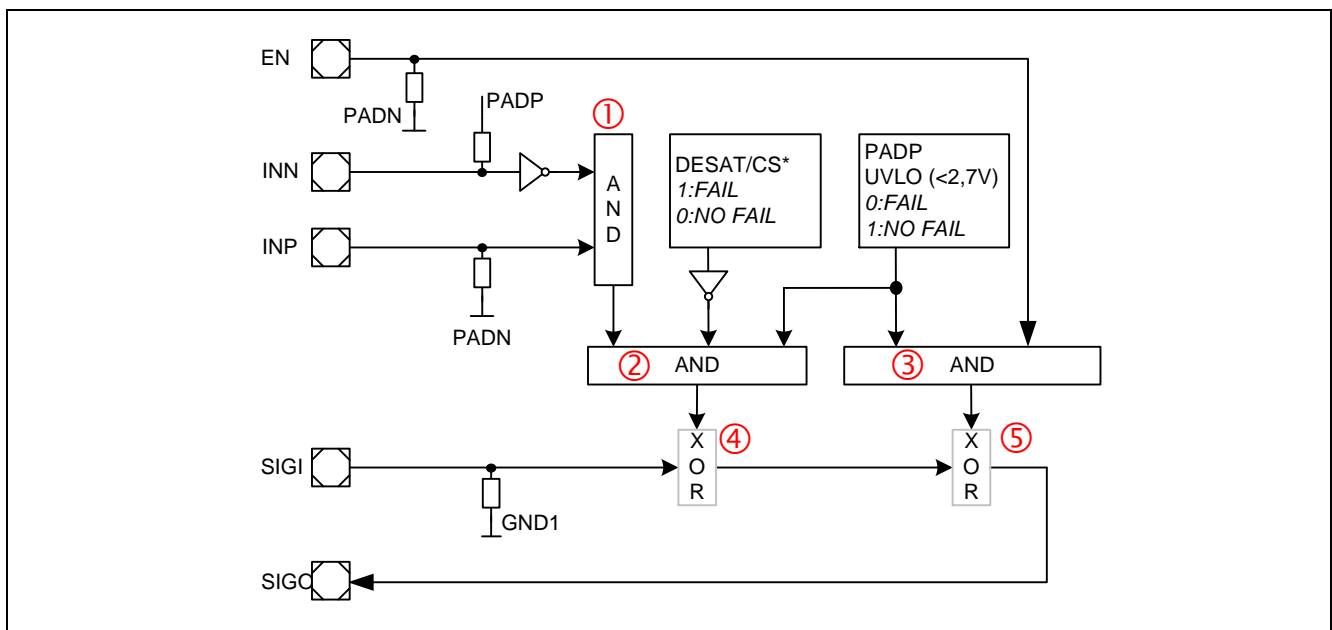 EN
PADN
PADP
①
INN
A
N
D
DESAT/CS*
1:FAIL
0:NO FAIL
PADP
UVLO (<2,7V)
0:FAIL
1:NO FAIL
INP
PADN
② AND
③ AND
④
X
O
R
⑤
X
O
R
SIGI
GND1
SIGO